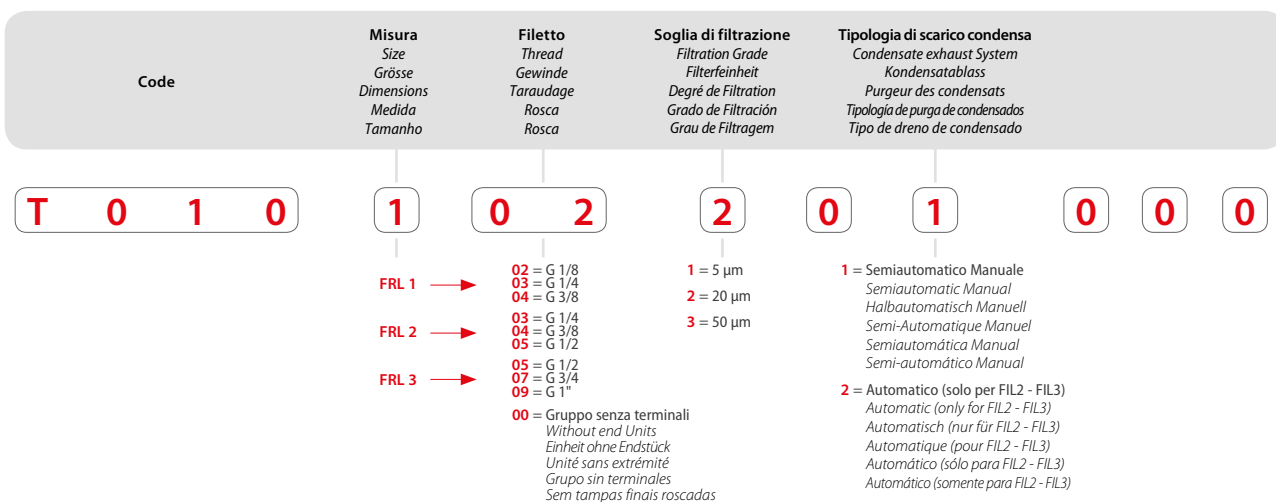 Code
Misura
Size
Grösse
Dimensions
Medida
Tamanho
Filetto
Thread
Gewinde
Taraudage
Rosca
Rosca
Soglia di filtrazione
Filtration Grade
Filterfeinheit
Degré de Filtration
Grado de Filtración
Grau de Filtragem
Tipologia di scarico condensa
Condensate exhaust System
Kondensatablass
Purgeur des condensats
Tipología de purga de condensados
Tipo de dreno de condensado
T 0 1 0 1 0 2 2 0 1 0 0 0
FRL 1
02 = G 1/8
03 = G 1/4
04 = G 3/8
FRL 2
03 = G 1/4
04 = G 3/8
05 = G 1/2
FRL 3
05 = G 1/2
07 = G 3/4
09 = G 1"
00 = Gruppo senza terminali
Without end Units
Einheit ohne Endstück
Unité sans extrémité
Grupo sin terminales
Sem tampas finais roscadas
1 = 5 µm
2 = 20 µm
3 = 50 µm
1 = Semiautomatico Manuale
Semiautomatic Manual
Halbautomatisch Manuell
Semi-Automatique Manuel
Semiautomática Manual
Semi-automático Manual
2 = Automatico (solo per FIL2 - FIL3)
Automatic (only for FIL2 - FIL3)
Automatisch (nur für FIL2 - FIL3)
Automatique (pour FIL2 - FIL3)
Automático (sólo para FIL2 - FIL3)
Automático (somente para FIL2 - FIL3)